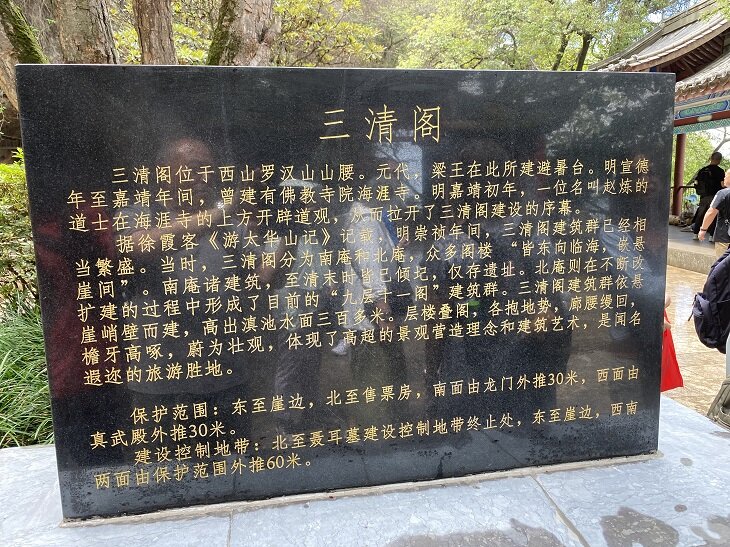 三清阁
三清阁位于西山罗汉山山腰。元代，梁王在此所建避暑台。明宣德
年至嘉靖年间，曾建有佛教寺院海涯寺。明嘉靖初年，一位名叫赵炼的
道士在海涯寺的上方开辟道观，从而拉开了三清阁建设的序幕。
据徐霞客《游太华山记》记载，明崇祯年间，三清阁建筑群已经相
当繁盛。当时，三清阁分为南庵和北庵，众多阁楼“皆东向临海，嵌悬
崖间”。南庵诸建筑，至清末时皆已倾圮，仅存遗址。北庵则在不断改
扩建的过程中形成了目前的“九层十一阁”建筑群。三清阁建筑群依悬
崖峭壁而建，高出滇池水面三百多米。层楼叠阁，各抱地势，廊腰缦回，
檐牙高啄，蔚为壮观，体现了高超的景观营造理念和建筑艺术，是闻名
遐迩的旅游胜地。
保护范围：东至崖边，北至售票房，南面由龙门外推30米，西面由
真武殿外推30米。
建设控制地带：北至聂耳墓建设控制地带终止处，东至崖边，西南
两面由保护范围外推60米。